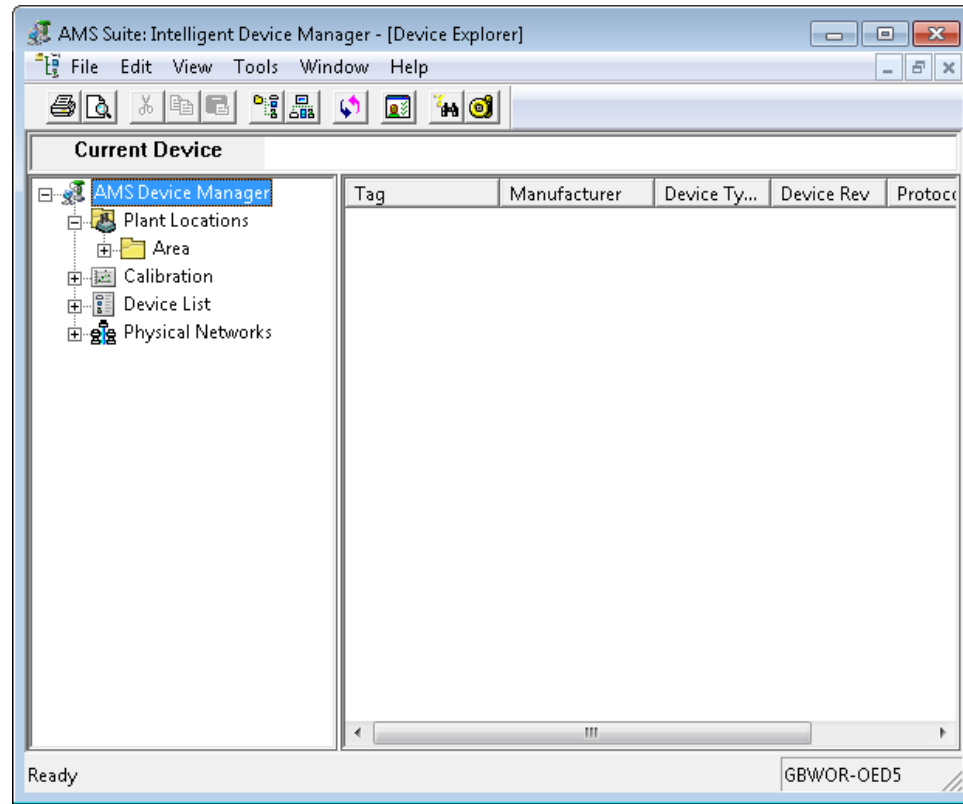 AMS Suite: Intelligent Device Manager - [Device Explorer]
File Edit View Tools Window Help
Current Device
AMS Device Manager
Plant Locations
Area
Calibration
Device List
Physical Networks
Tag Manufacturer Device Ty... Device Rev Protoc
Ready
GBWOR-OED5